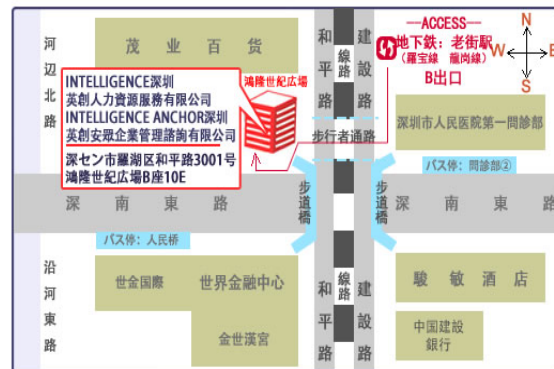 ---ACCESS---
地下鉄：老街駅
（羅宝線　龍崗線）
B出口
N
W
E
S
河辺北路
茂业百货
和平路
線路
建設路
鴻隆世紀広場
INTELLIGENCE深圳
英創人力資源服務有限公司
INTELLIGENCE ANCHOR深圳
英創安眾企業管理諮詢有限公司
深セン市羅湖区和平路3001号
鴻隆世紀広場B座10E
歩行者通路
深圳市人民医院第一問診部
バス停：問診部②
歩道橋
歩道橋
深南東路
深南東路
バス停：人民桥
沿河東路
世金国際
世界金融中心
金世漢宮
和平路
線路
建設路
駿敏酒店
中国建設
銀行